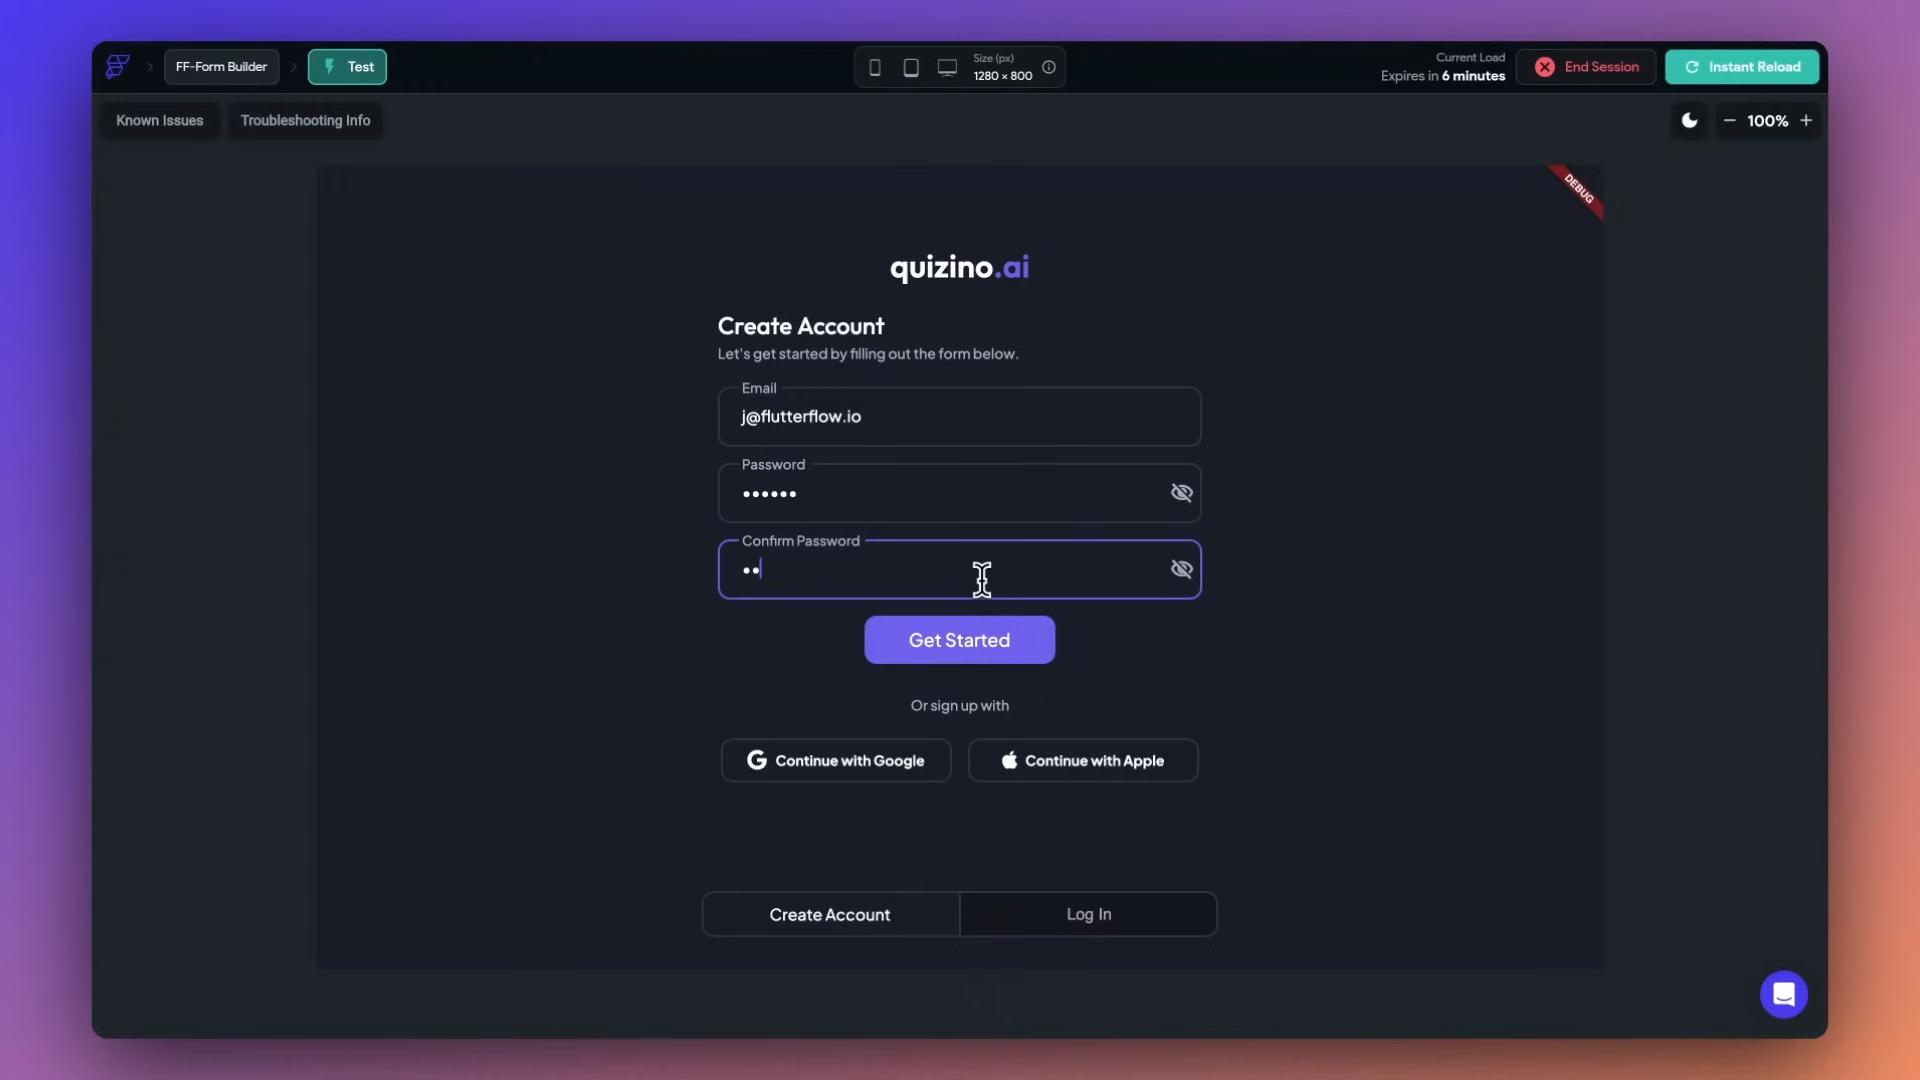 FF-Form Builder
Test
Size (px)
1280 × 800
Current Load
Expires in 6 minutes
End Session
Instant Reload
Known Issues
Troubleshooting Info
100%
DEBUG
quizino.ai
Create Account
Let's get started by filling out the form below.
Email
j@flutterflow.io
Password
••••••
Confirm Password
••
Get Started
Or sign up with
Continue with Google
Continue with Apple
Create Account
Log In